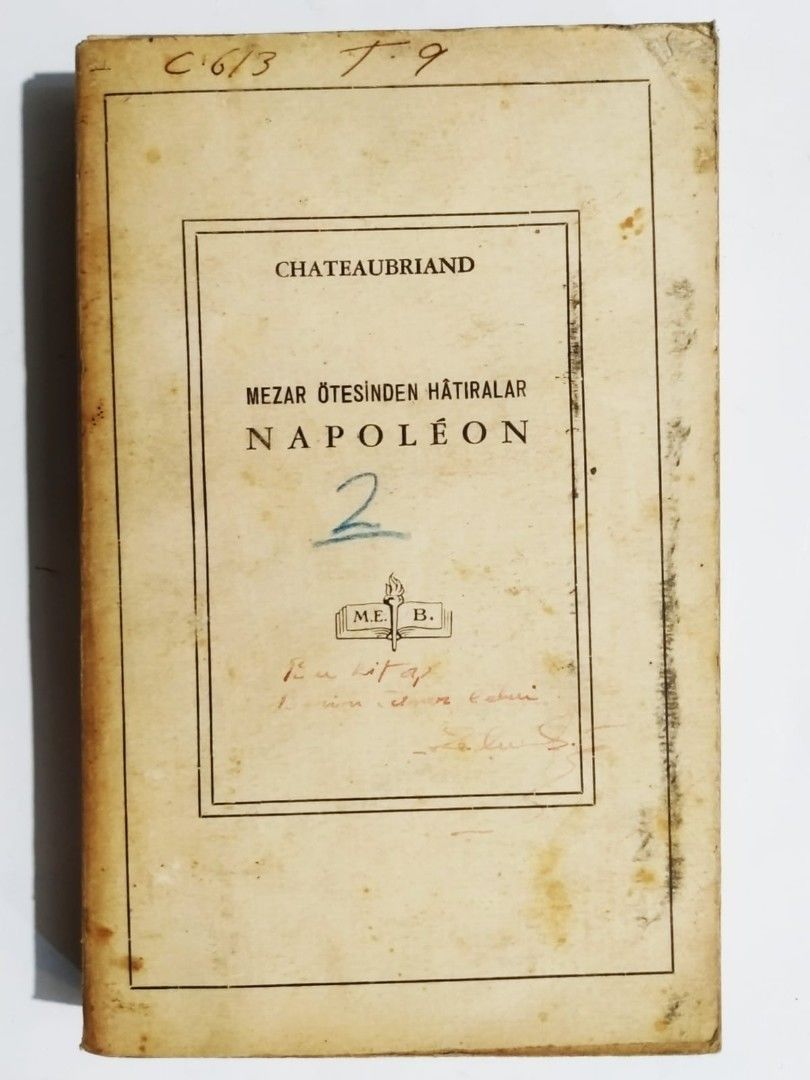 C.613 T.9
CHATEAUBRIAND
MEZAR ÖTESİNDEN HÂTIRALAR
NAPOLÉON
2
M.E. B.
Bu kitap